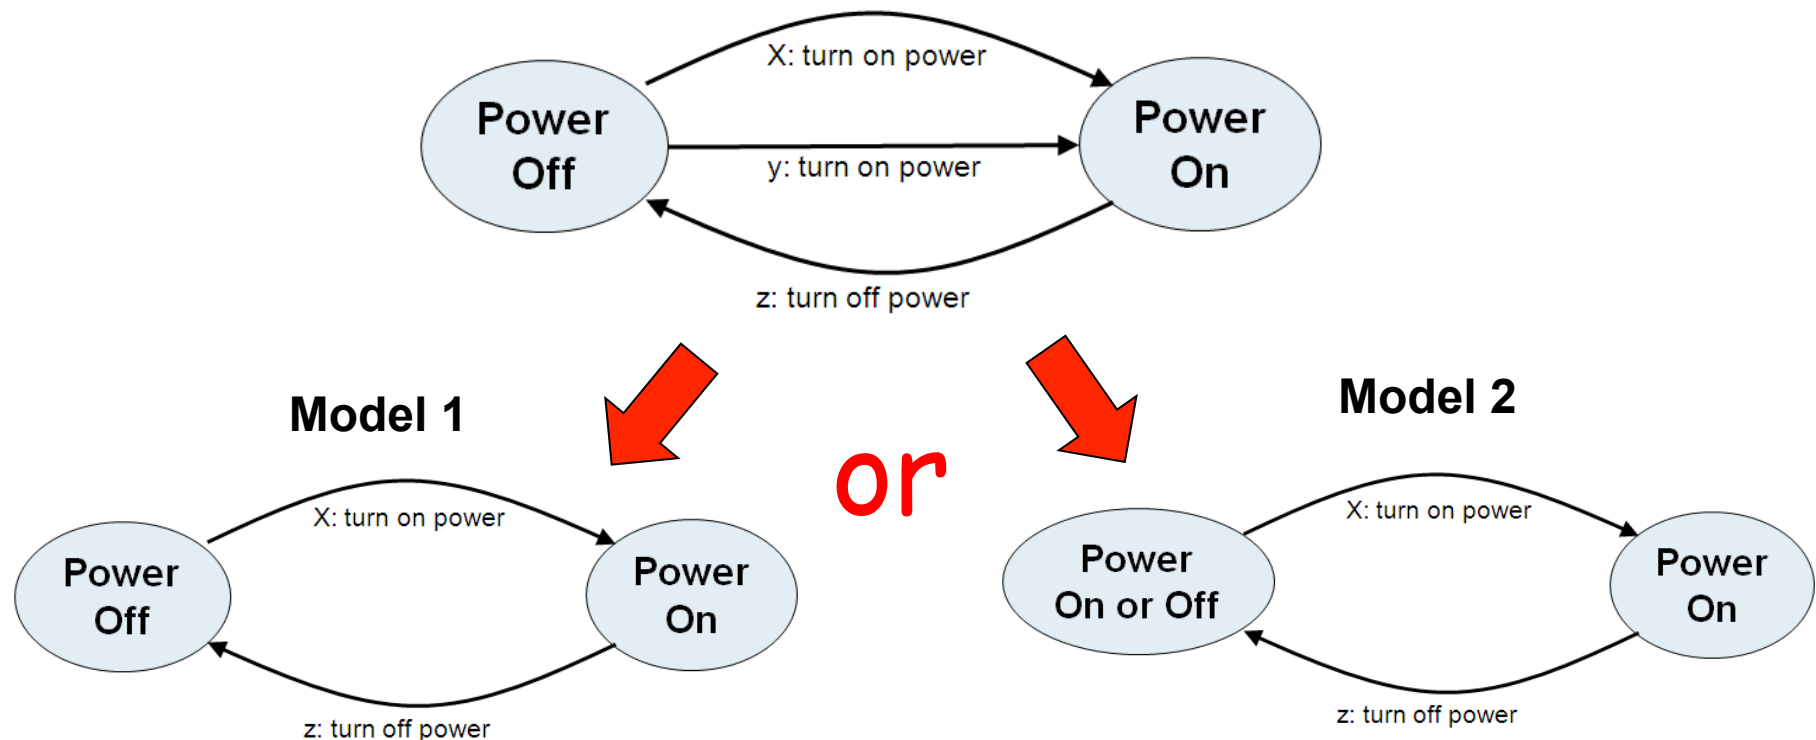 X: turn on power
Power
Off
Power
On
y: turn on power
z: turn off power
Model 1
Model 2
or
X: turn on power
Power
Off
Power
On
z: turn off power
X: turn on power
Power
On or Off
Power
On
z: turn off power